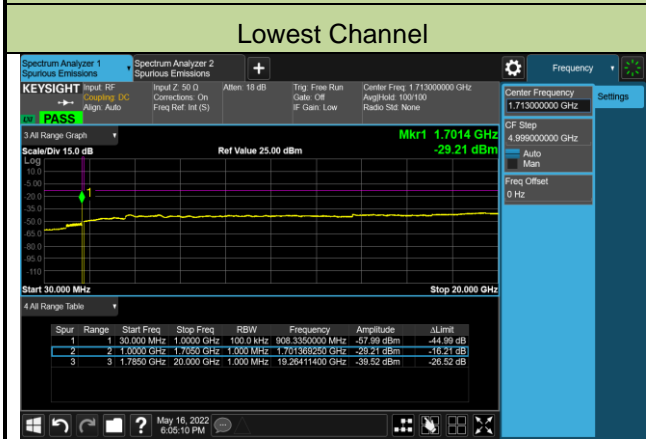 Lowest Channel
Spectrum Analyzer 1
Spurious Emissions
Spectrum Analyzer 2
Spurious Emissions
+
Frequency
KEYSIGHT Input: RF
Coupling: DC
Align: Auto
Input Z: 50 Ω
Corrections: On
Freq Ref: Int (S)
Atten: 18 dB
Trig: Free Run
Gate: Off
IF Gain: Low
Center Freq: 1.713000000 GHz
Avg|Hold: 100/100
Radio Std: None
PASS
Center Frequency
1.713000000 GHz
Settings
CF Step
4.999000000 GHz
Auto
Man
Freq Offset
0 Hz
3 All Range Graph
Mkr1 1.7014 GHz
Scale/Div 15.0 dB
Ref Value 25.00 dBm
-29.21 dBm
Log
10.0
-5.00
-20.0
-35.0
-50.0
-65.0
-80.0
-95.0
-110
1
Start 30.000 MHz
Stop 20.000 GHz
4 All Range Table
Spur Range Start Freq Stop Freq RBW Frequency Amplitude ΔLimit
1 1 30.000 MHz 1.0000 GHz 100.0 kHz 908.3350000 MHz -57.99 dBm -44.99 dB
2 2 1.0000 GHz 1.7050 GHz 1.000 MHz 1.701369250 GHz -29.21 dBm -16.21 dB
3 3 1.7850 GHz 20.000 GHz 1.000 MHz 19.26411400 GHz -39.52 dBm -26.52 dB
?
May 16, 2022
6:05:10 PM